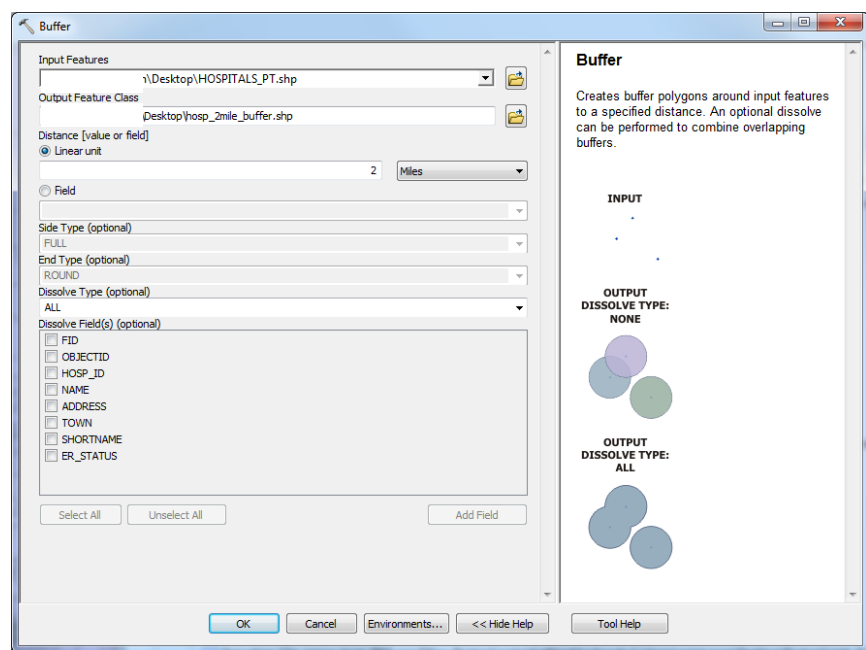 Buffer
Input Features
\Desktop\HOSPITALS_PT.shp
Output Feature Class
\Desktop\hosp_2mile_buffer.shp
Distance [value or field]
Linear unit
2 Miles
Field
Side Type (optional)
FULL
End Type (optional)
ROUND
Dissolve Type (optional)
ALL
Dissolve Field(s) (optional)
FID
OBJECTID
HOSP_ID
NAME
ADDRESS
TOWN
SHORTNAME
ER_STATUS
Select All Unselect All Add Field
OK Cancel Environments... << Hide Help Tool Help
Buffer
Creates buffer polygons around input features
to a specified distance. An optional dissolve
can be performed to combine overlapping
buffers.
INPUT
OUTPUT
DISSOLVE TYPE:
NONE
OUTPUT
DISSOLVE TYPE:
ALL